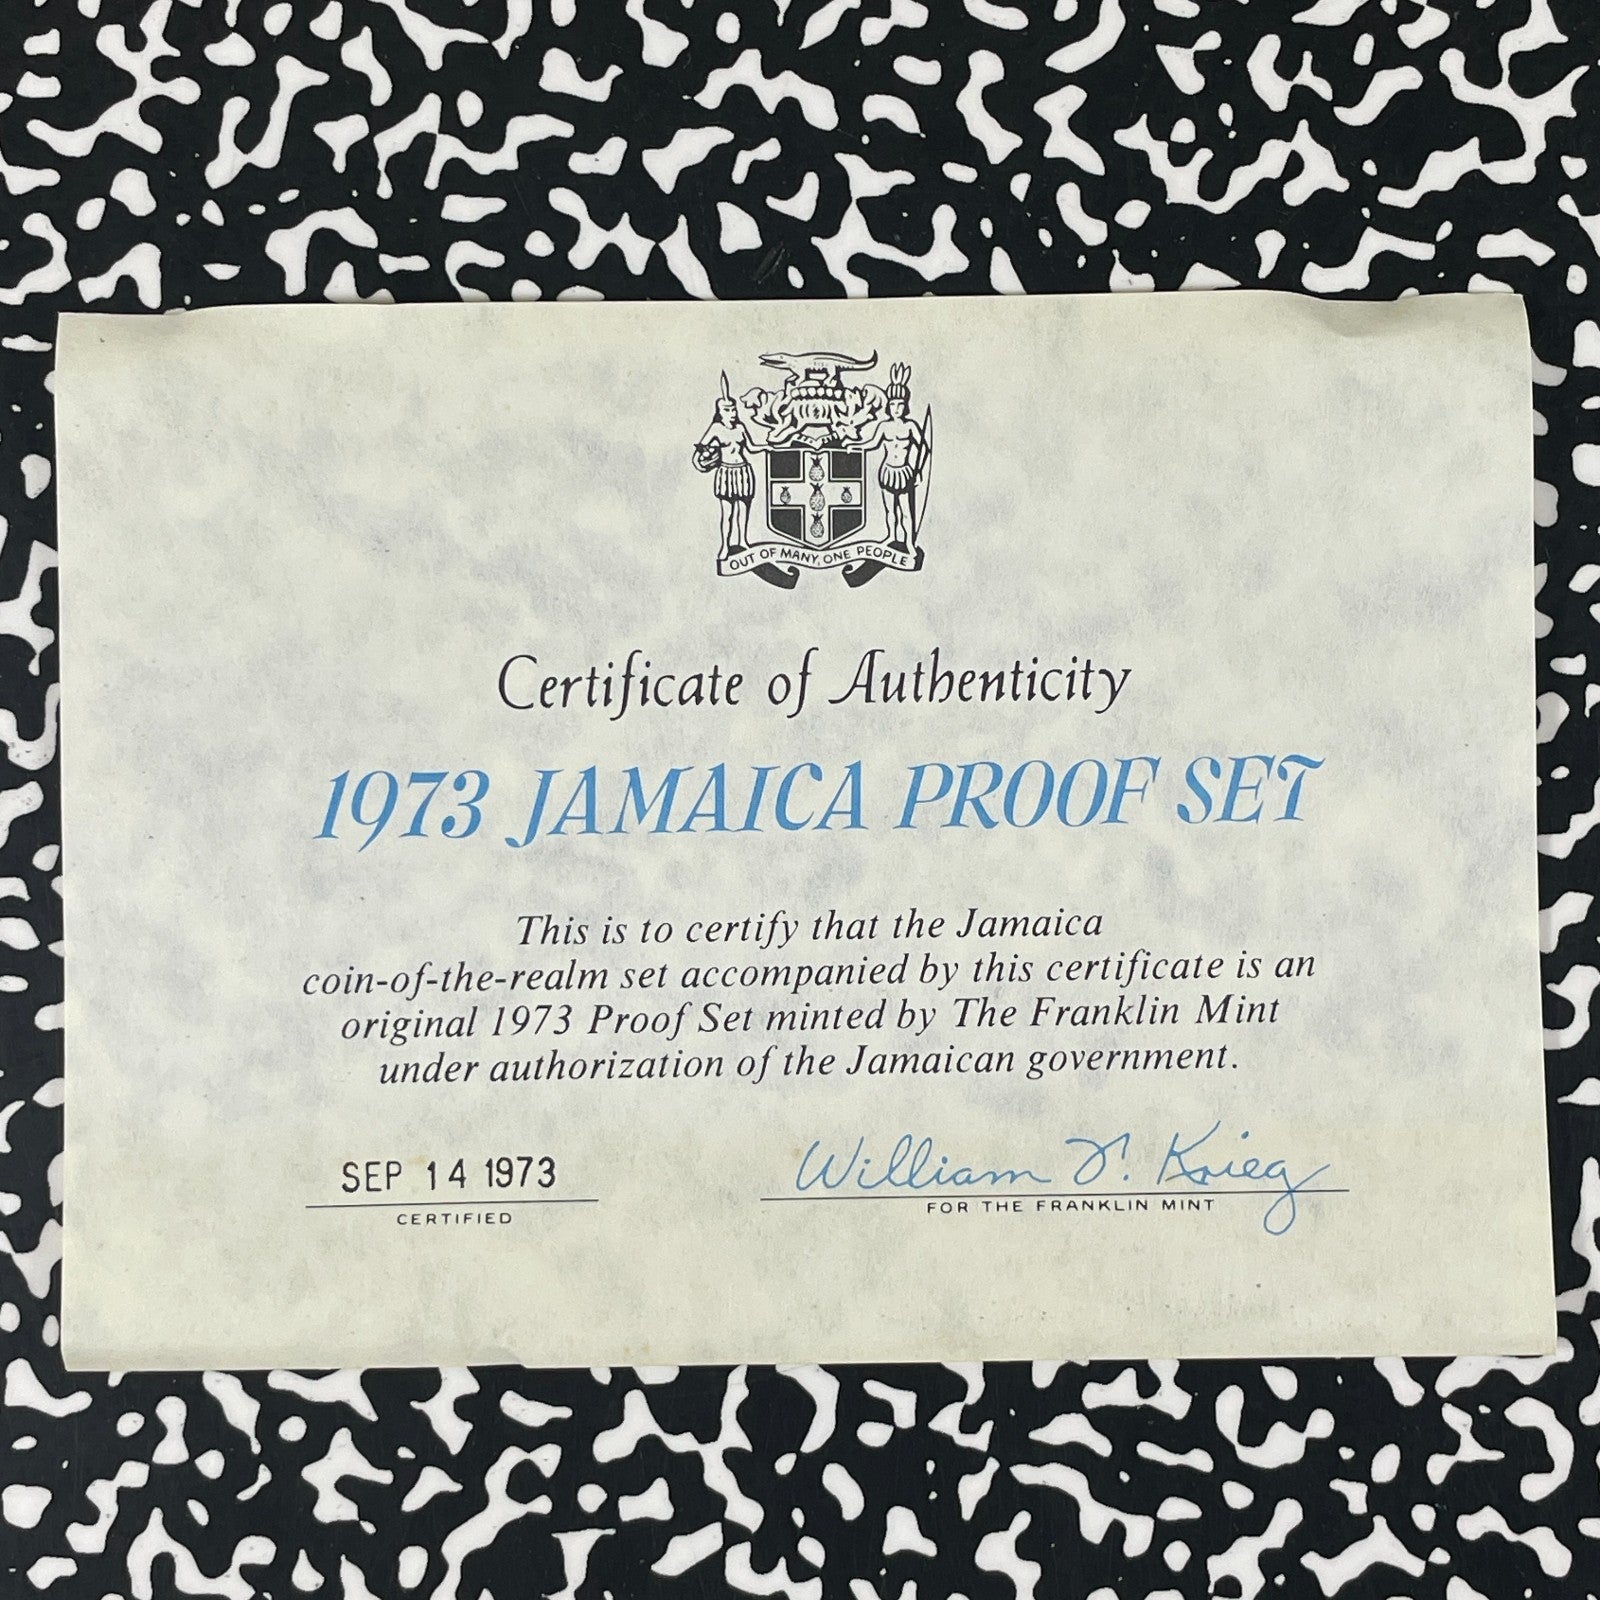 OUT OF MANY, ONE PEOPLE
Certificate of Authenticity
1973 JAMAICA PROOF SET
This is to certify that the Jamaica
coin-of-the-realm set accompanied by this certificate is an
original 1973 Proof Set minted by The Franklin Mint
under authorization of the Jamaican government.
SEP 14 1973
CERTIFIED
William T. Krieg
FOR THE FRANKLIN MINT